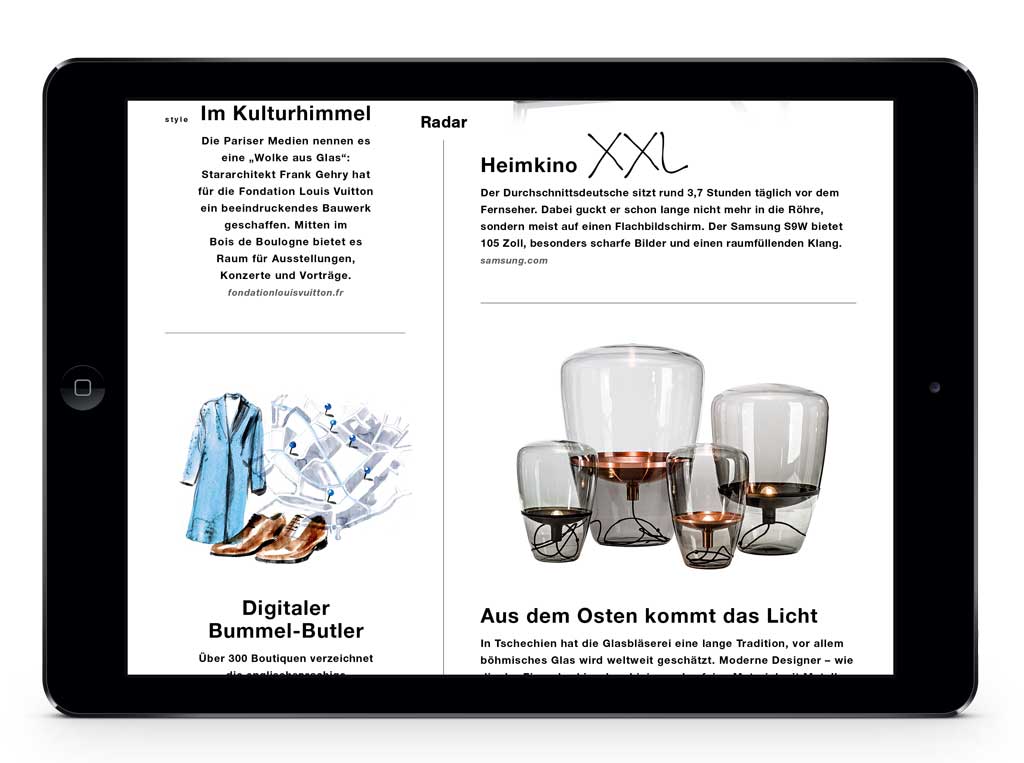 style
Radar
Im Kulturhimmel
Die Pariser Medien nennen es
eine „Wolke aus Glas“:
Stararchitekt Frank Gehry hat
für die Fondation Louis Vuitton
ein beeindruckendes Bauwerk
geschaffen. Mitten im
Bois de Boulogne bietet es
Raum für Ausstellungen,
Konzerte und Vorträge.
fondationlouisvuitton.fr
Digitaler
Bummel-Butler
Über 300 Boutiquen verzeichnet
die englischsprachige
Heimkino XXL
Der Durchschnittsdeutsche sitzt rund 3,7 Stunden täglich vor dem
Fernseher. Dabei guckt er schon lange nicht mehr in die Röhre,
sondern meist auf einen Flachbildschirm. Der Samsung S9W bietet
105 Zoll, besonders scharfe Bilder und einen raumfüllenden Klang.
samsung.com
Aus dem Osten kommt das Licht
In Tschechien hat die Glasbläserei eine lange Tradition, vor allem
böhmisches Glas wird weltweit geschätzt. Moderne Designer – wie